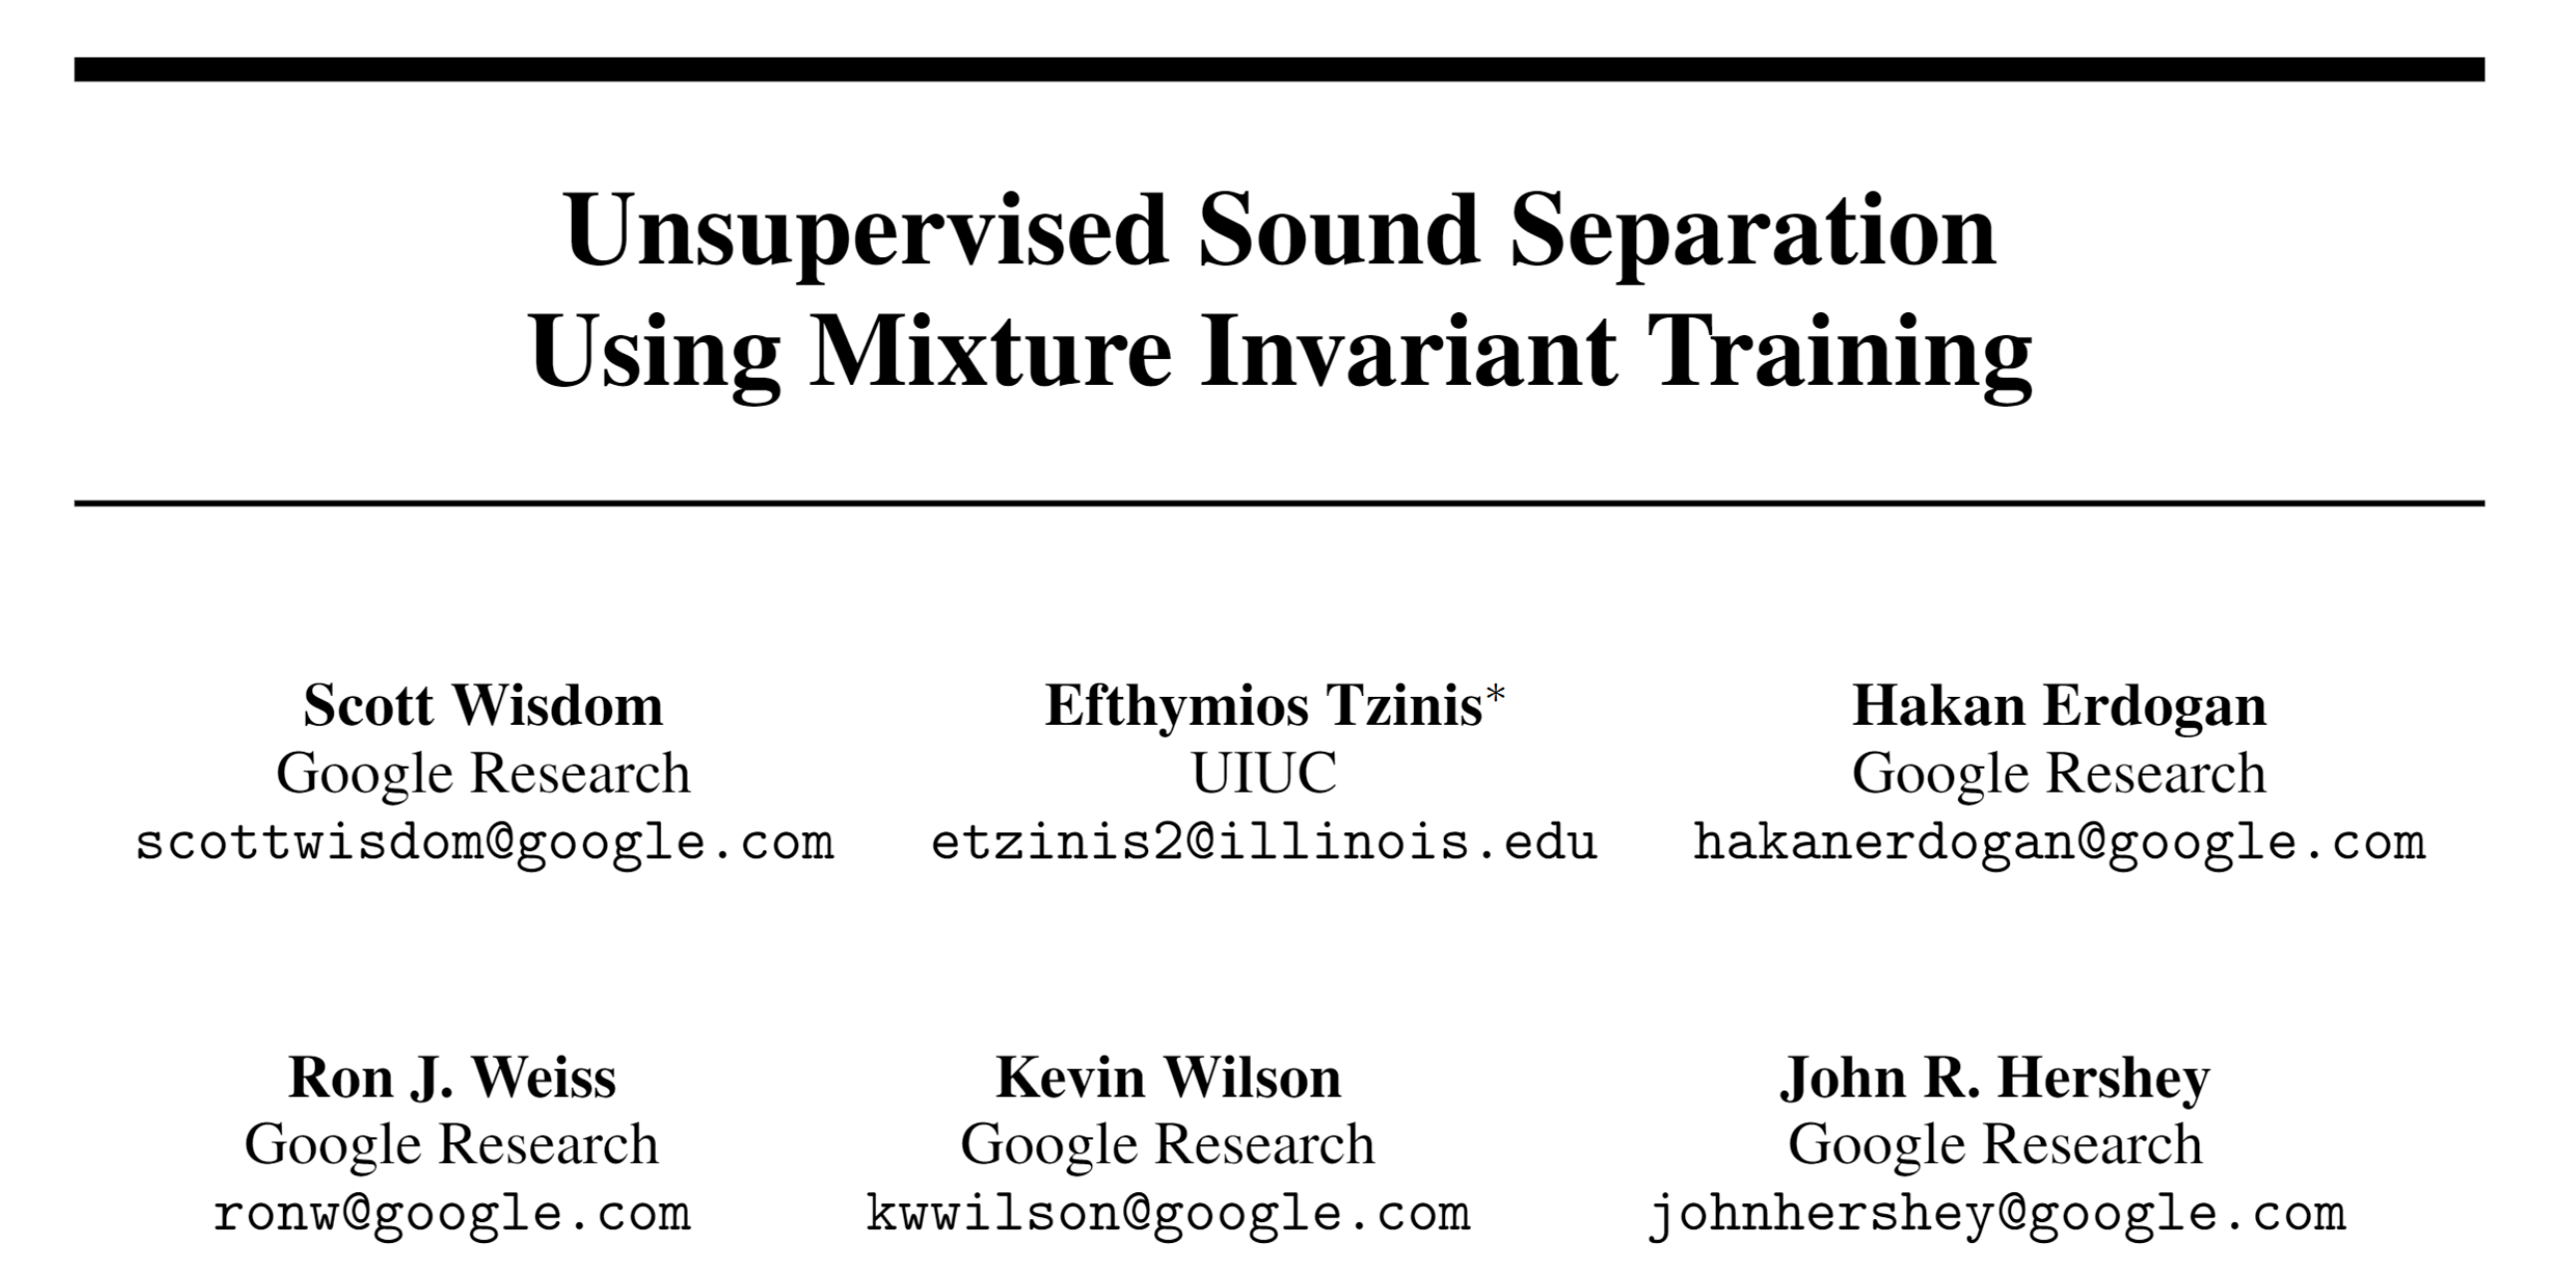 Unsupervised Sound Separation
Using Mixture Invariant Training
Scott Wisdom
Google Research
scottwisdom@google.com
Efthymios Tzinis*
UIUC
etzinis2@illinois.edu
Hakan Erdogan
Google Research
hakanerdogan@google.com
Ron J. Weiss
Google Research
ronw@google.com
Kevin Wilson
Google Research
kwwilson@google.com
John R. Hershey
Google Research
johnhershey@google.com